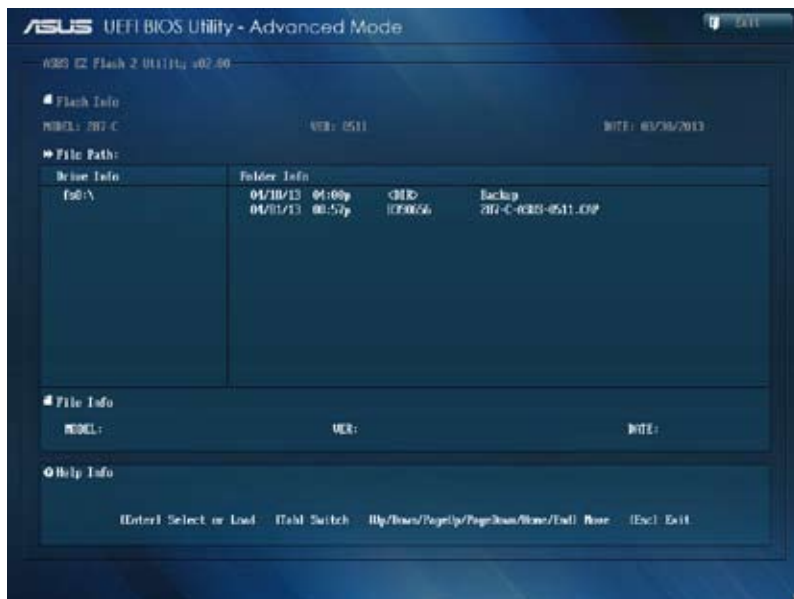 ASUS UEFI BIOS Utility - Advanced Mode
Exit
ASUS EZ Flash 2 Utility v02.00
Flash Info
MODEL: Z87-C VER: 0511 DATE: 03/30/2013
File Path:
Drive Info Folder Info
fs0:\ 04/10/13 04:00p <DIR> Backup
04/01/13 08:57p Z87-C-ASUS-0511.CAP
File Info
MODEL: VER: DATE:
Help Info
[Enter] Select or Load [Tab] Switch [Up/Down/PageUp/PageDown/Home/End] Move [Esc] Exit